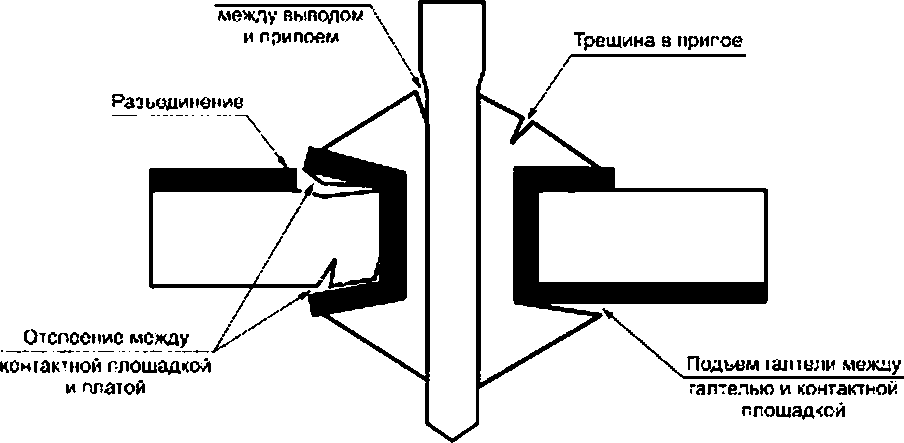 между выводом
и припоем
Трещина в припое
Разъединение
Отслоение между
контактной площадкой
и платой
Подъем галтели между
галтелью и контактной
площадкой